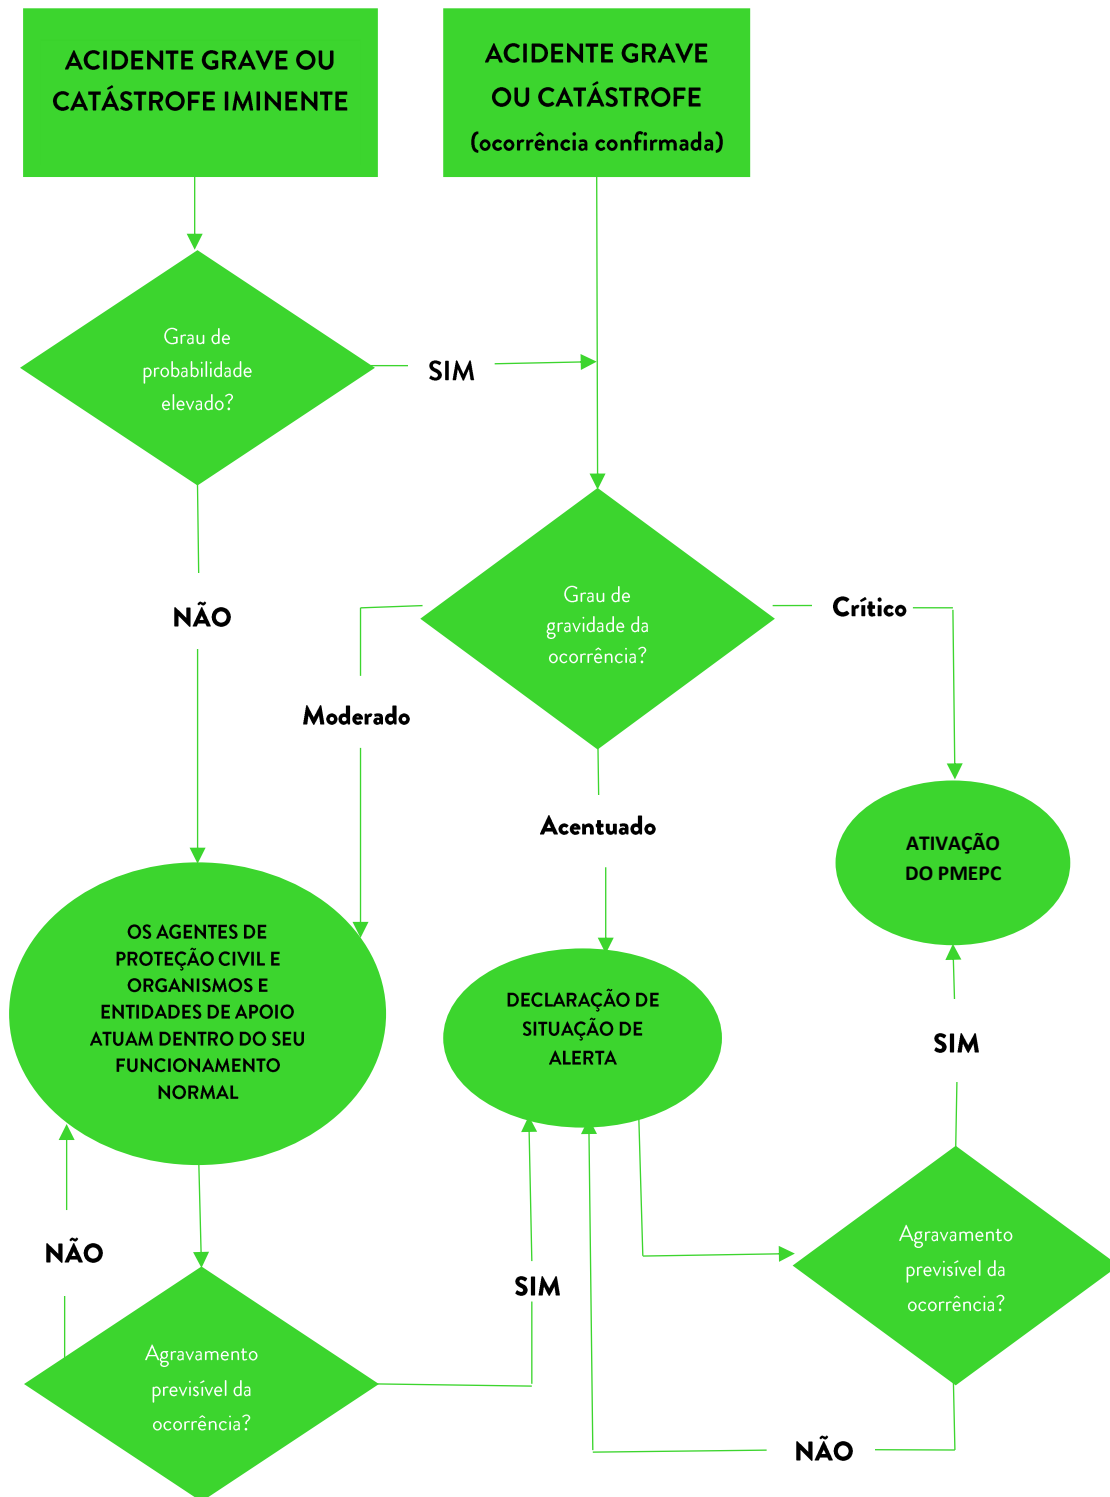 ACIDENTE GRAVE OU
CATÁSTROFE IMINENTE
ACIDENTE GRAVE
OU CATÁSTROFE
(ocorrência confirmada)
Grau de
probabilidade
elevado?
SIM
NÃO
Grau de
gravidade da
ocorrência?
Crítico
Moderado
Acentuado
ATIVAÇÃO
DO PMEPC
OS AGENTES DE
PROTEÇÃO CIVIL E
ORGANISMOS E
ENTIDADES DE APOIO
ATUAM DENTRO DO SEU
FUNCIONAMENTO
NORMAL
DECLARAÇÃO DE
SITUAÇÃO DE
ALERTA
SIM
NÃO
SIM
Agravamento
previsível da
ocorrência?
Agravamento
previsível da
ocorrência?
NÃO